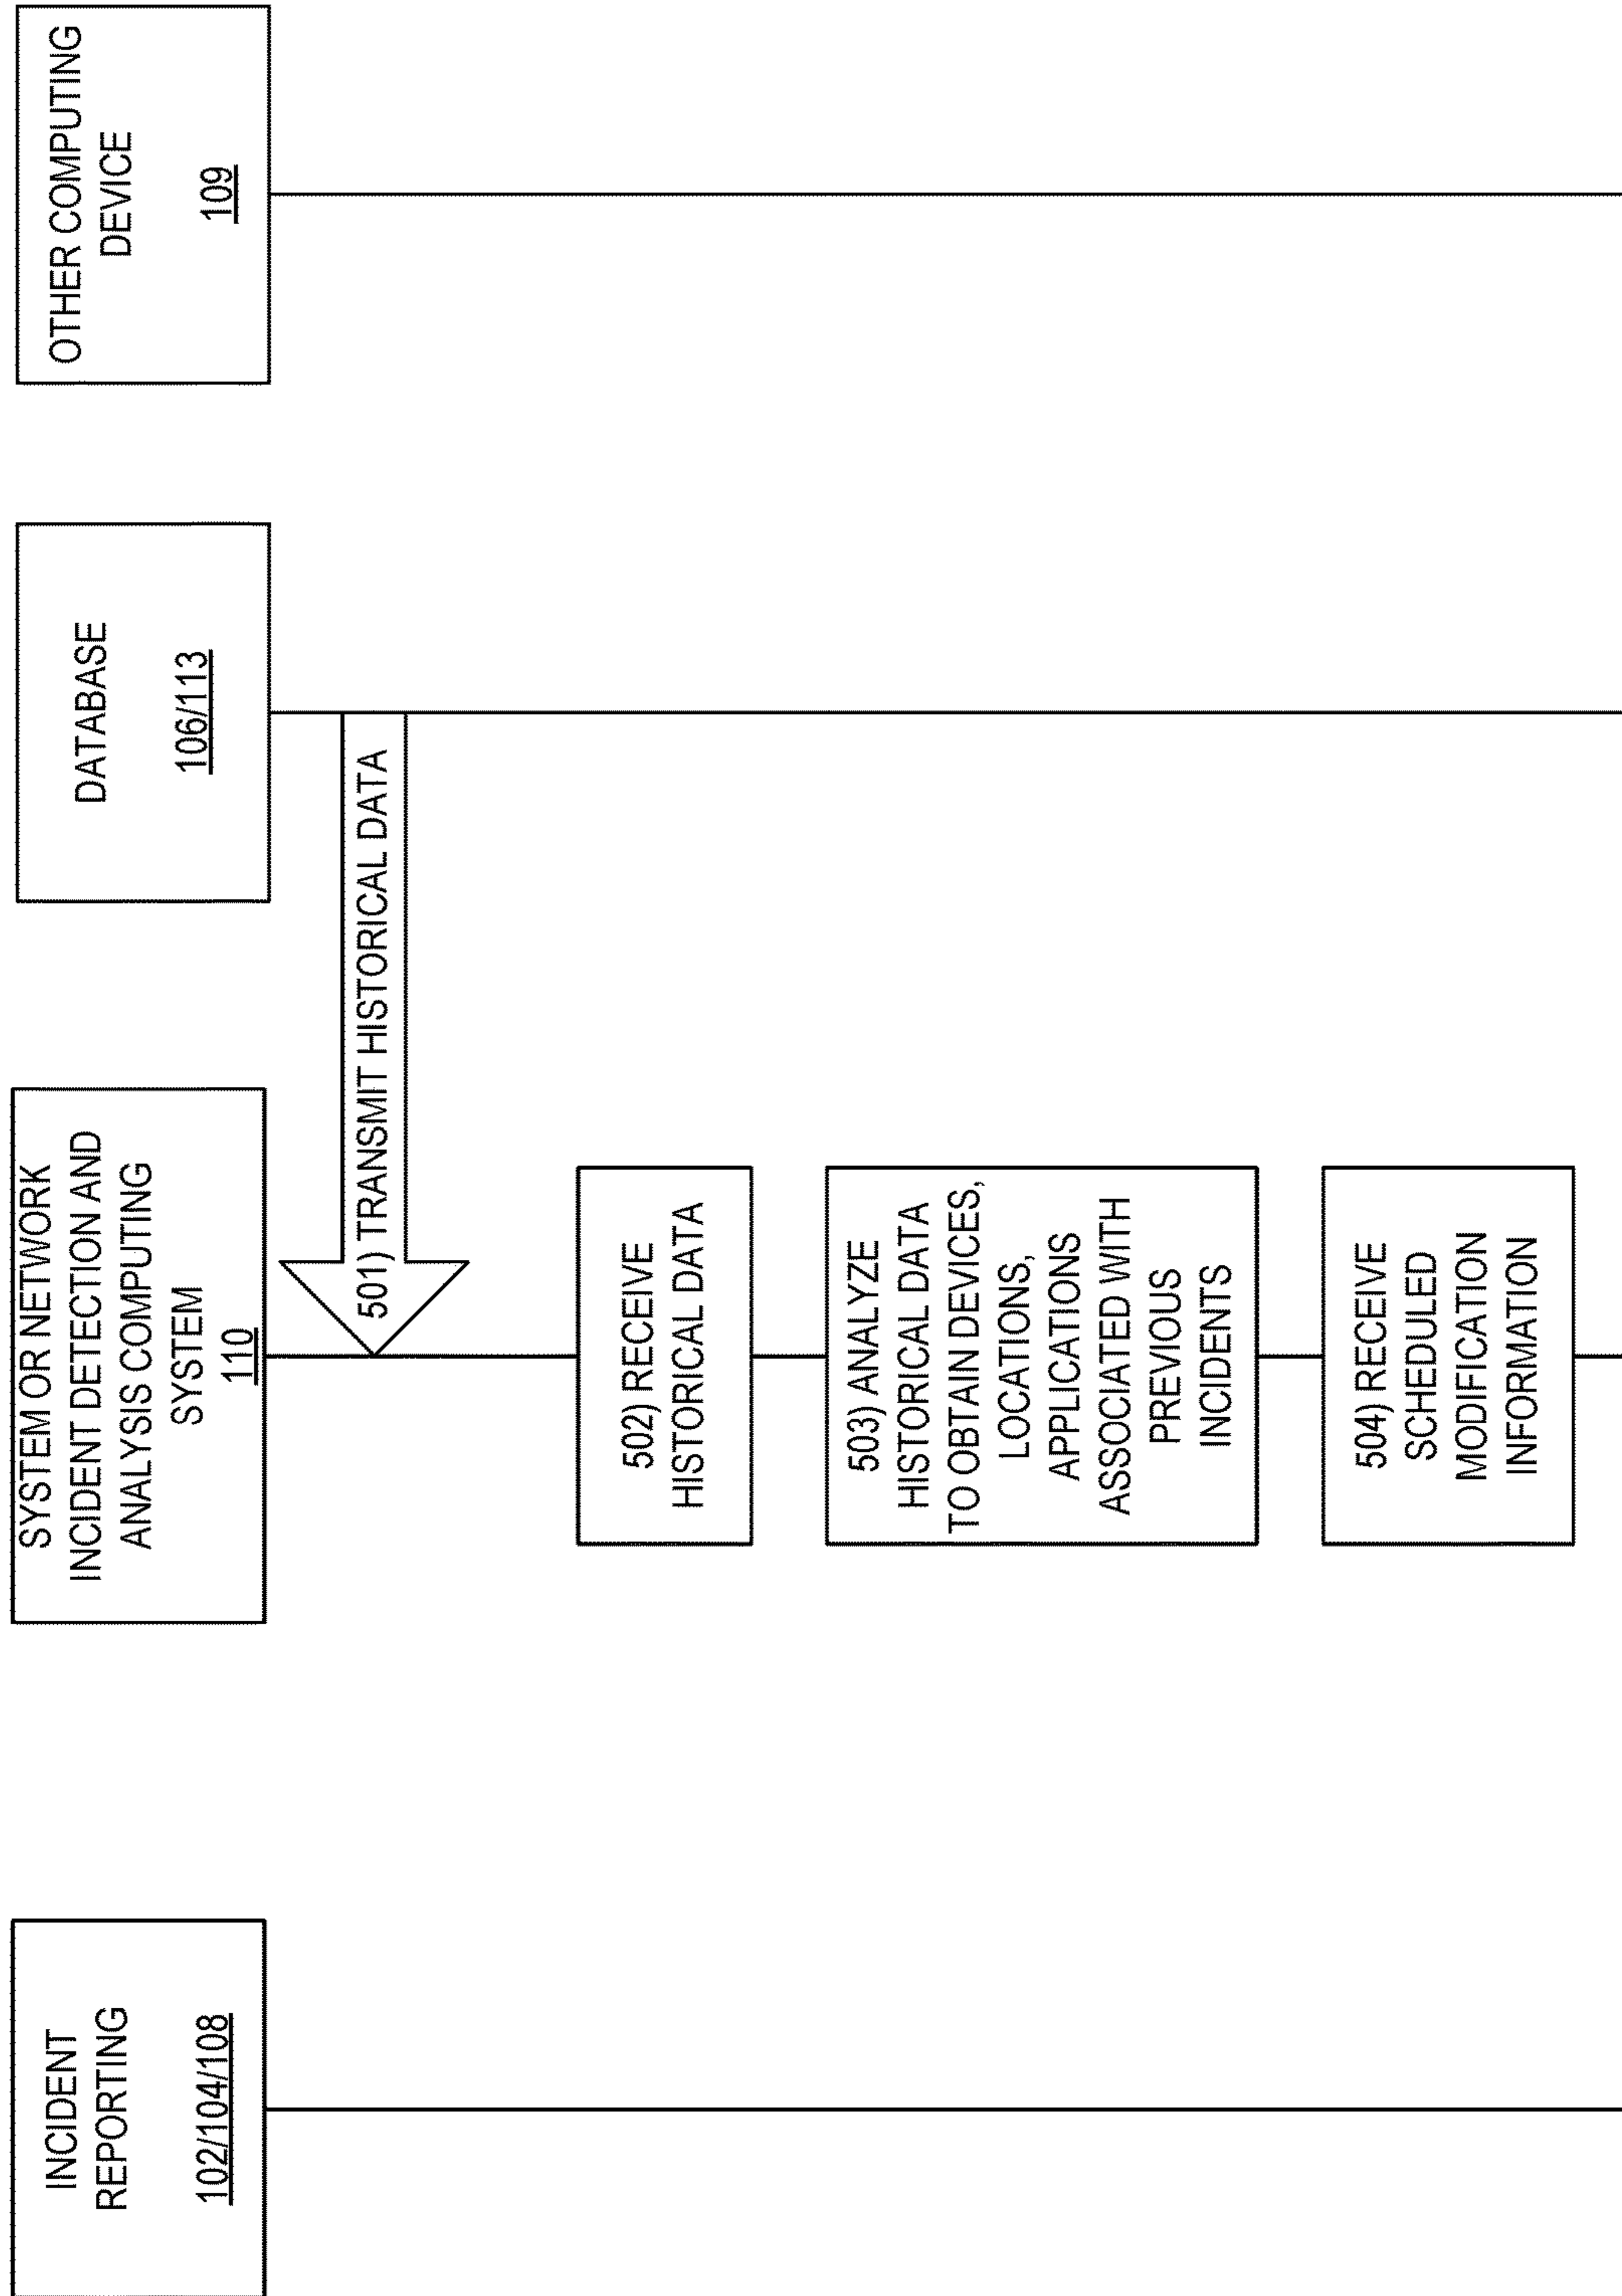 INCIDENT
REPORTING
102/104/108
SYSTEM OR NETWORK
INCIDENT DETECTION AND
ANALYSIS COMPUTING
SYSTEM
110
DATABASE
106/113
OTHER COMPUTING
DEVICE
109
501) TRANSMIT HISTORICAL DATA
502) RECEIVE
HISTORICAL DATA
503) ANALYZE
HISTORICAL DATA
TO OBTAIN DEVICES,
LOCATIONS,
APPLICATIONS
ASSOCIATED WITH
PREVIOUS
INCIDENTS
504) RECEIVE
SCHEDULED
MODIFICATION
INFORMATION